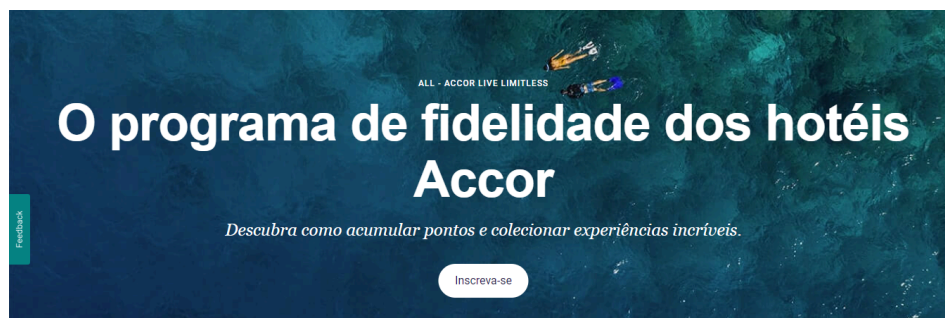 ALL - ACCOR LIVE LIMITLESS
O programa de fidelidade dos hotéis
Accor
Descubra como acumular pontos e colecionar experiências incríveis.
Inscreva-se
Feedback